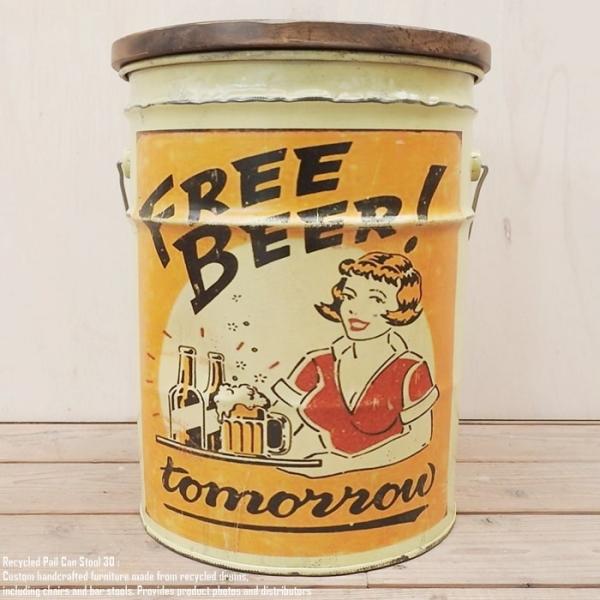 FREE
BEER!
tomorrow
Recycled Pail Can Stool 30 :
Custom handcrafted furniture made from recycled drums,
including chairs and bar stools. Provides product photos and distributors